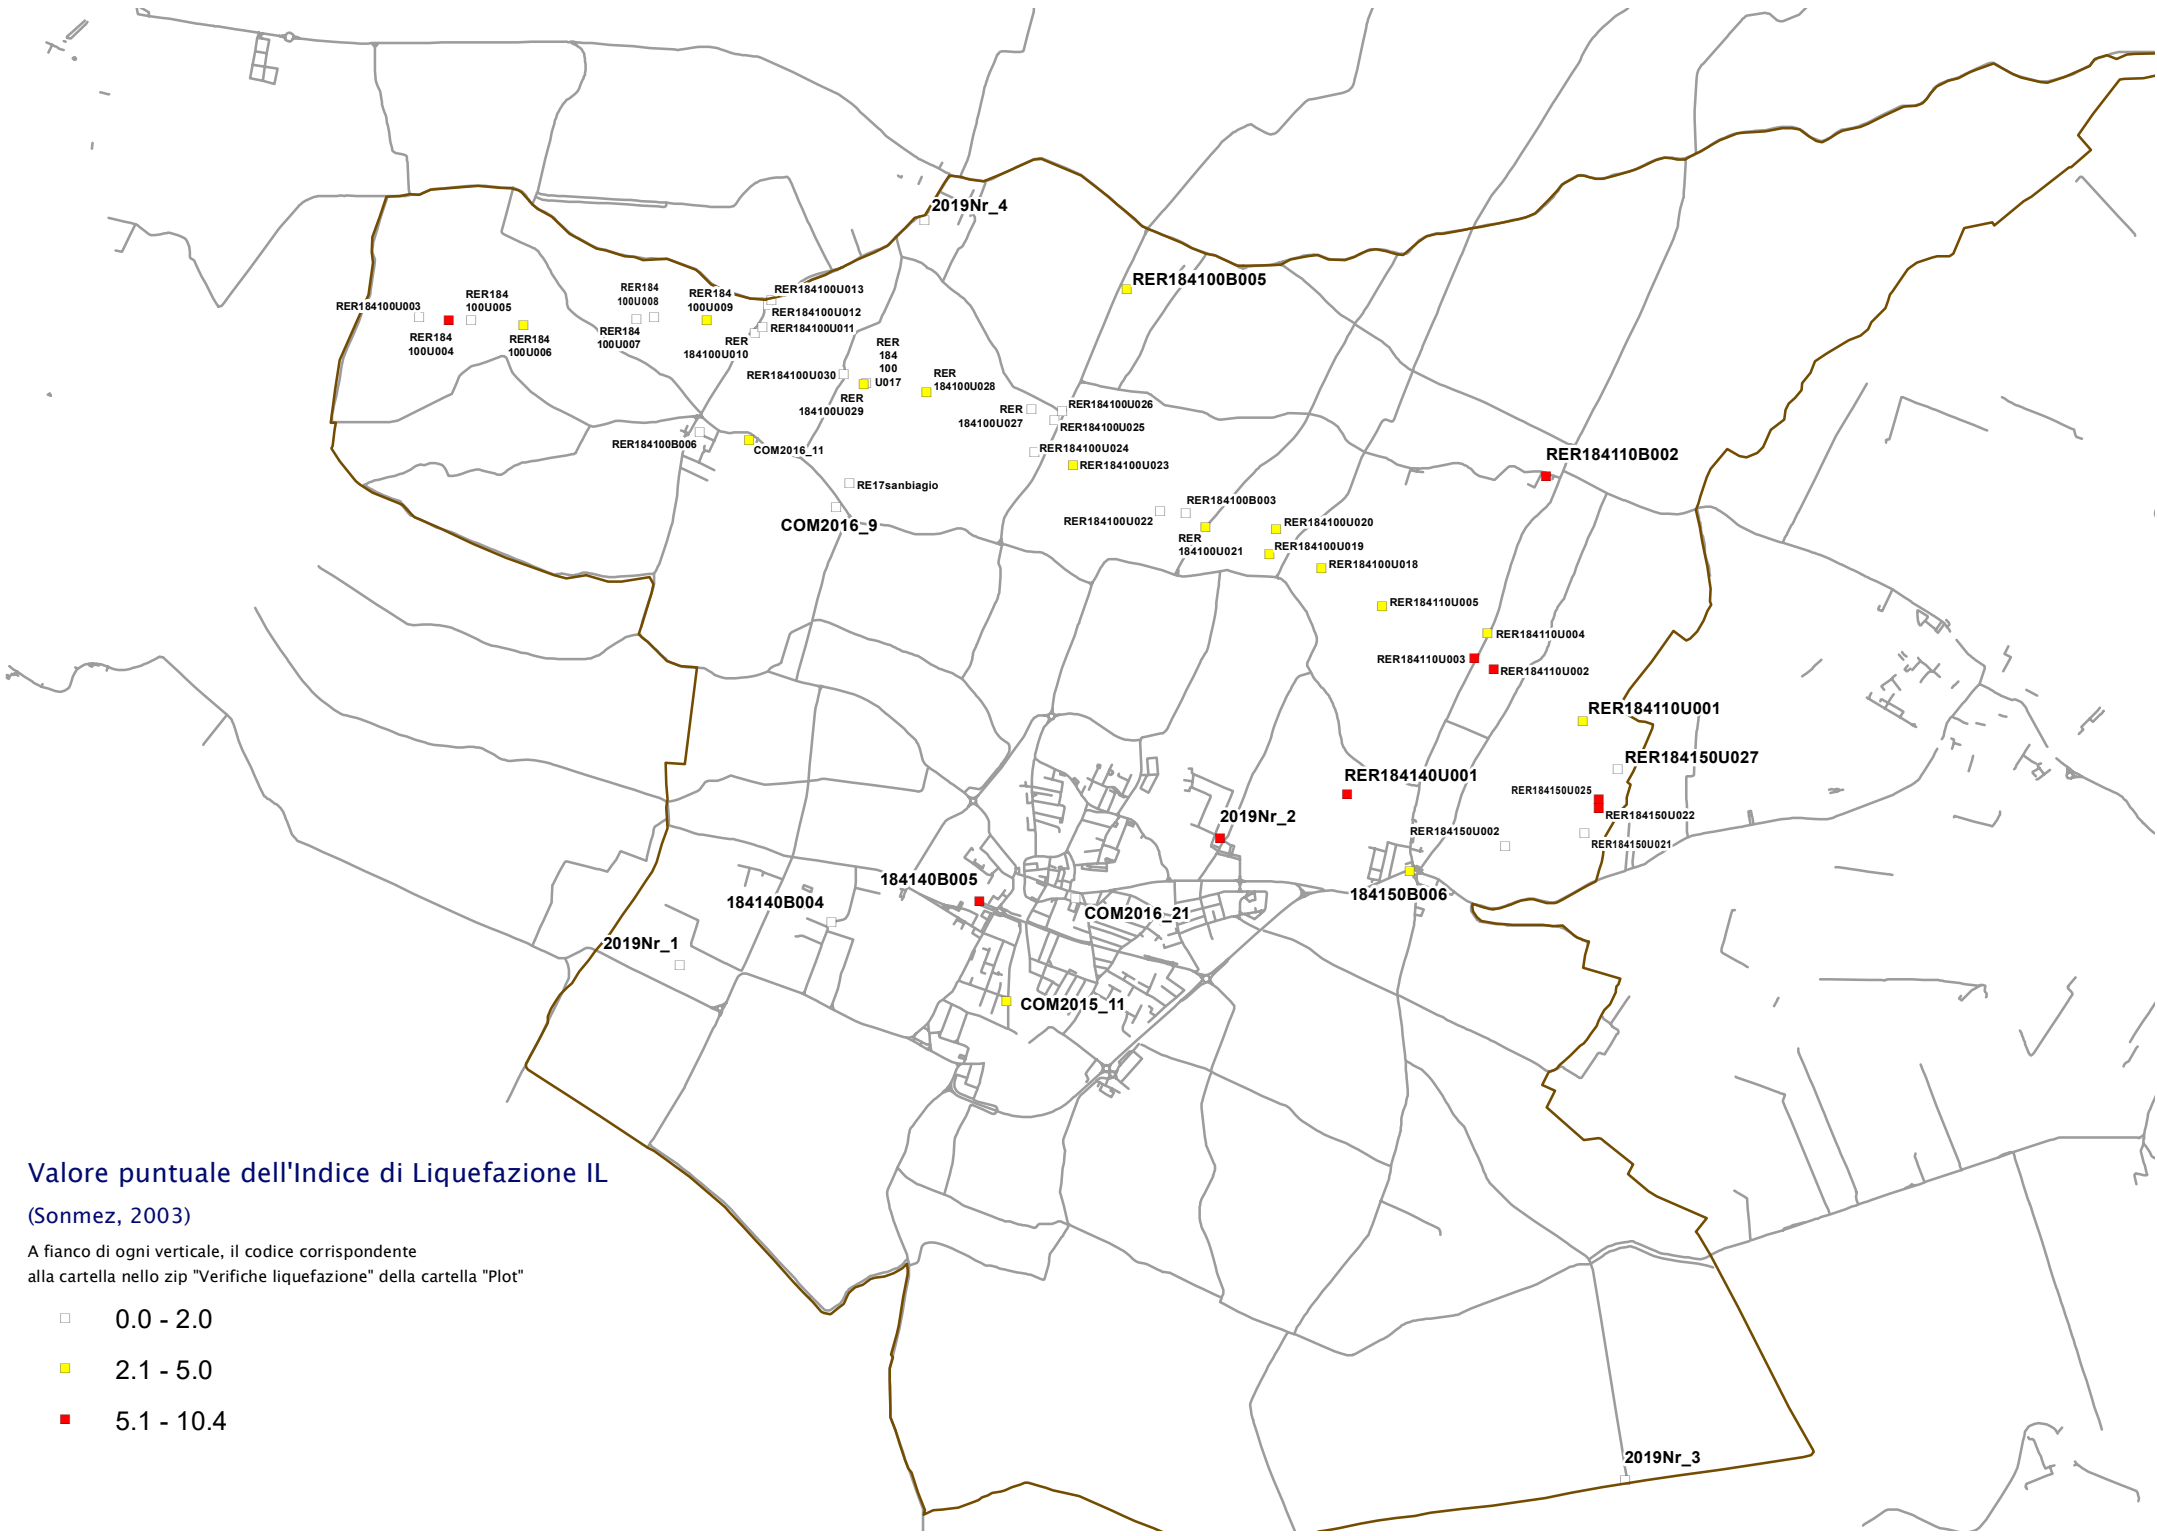 2019Nr_4
RER184100B005
RER184100U003
RER184
100U004
RER184
100U005
RER184
100U006
RER184
100U008
RER184
100U007
RER184
100U009
RER184100U013
RER184100U012
RER184100U011
RER
184100U010
RER184100U030
RER
184
100
U017
RER
184100U029
RER
184100U028
RER
184100U027
RER184100U026
RER184100U025
RER184100U024
RER184100U023
RER184100B006
COM2016_11
RE17sanbiagio
COM2016_9
RER184110B002
RER184100B003
RER184100U022
RER
184100U021
RER184100U020
RER184100U019
RER184100U018
RER184110U005
RER184110U004
RER184110U003
RER184110U002
RER184110U001
RER184150U027
RER184140U001
RER184150U025
RER184150U022
RER184150U002
RER184150U021
2019Nr_2
184140B005
184150B006
184140B004
COM2016_21
2019Nr_1
COM2015_11
Valore puntuale dell'Indice di Liquefazione IL
(Sonmez, 2003)
A fianco di ogni verticale, il codice corrispondente
alla cartella nello zip "Verifiche liquefazione" della cartella "Plot"
0.0 - 2.0
2.1 - 5.0
5.1 - 10.4
2019Nr_3